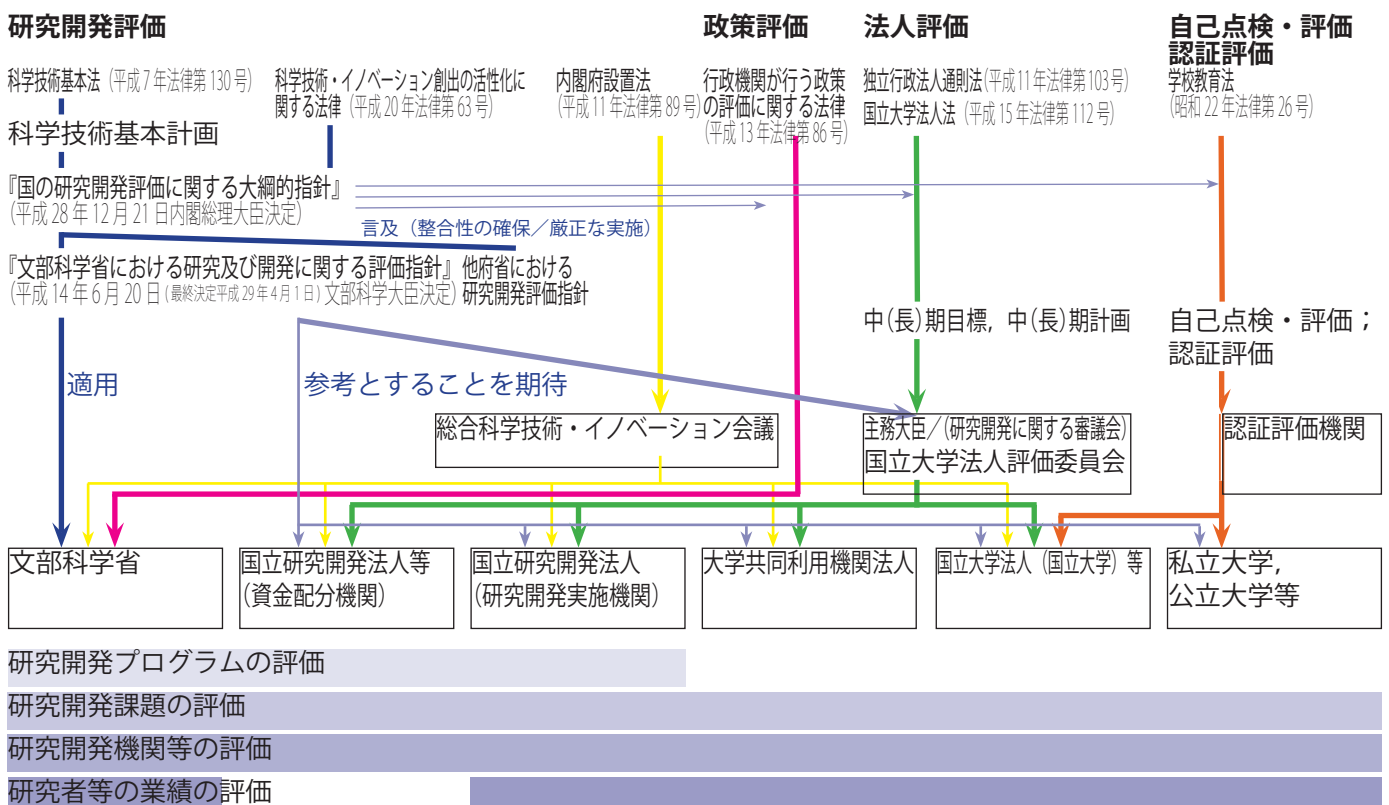 研究開発評価
科学技術基本法 (平成7年法律第130号)
科学技術基本計画
『国の研究開発評価に関する大綱的指針』
(平成28年12月21日内閣総理大臣決定)
科学技術・イノベーション創出の活性化に
関する法律 (平成20年法律第63号)
内閣府設置法
(平成11年法律第89号)
政策評価
行政機関が行う政策
の評価に関する法律
(平成13年法律第86号)
法人評価
独立行政法人通則法(平成11年法律第103号)
国立大学法人法 (平成15年法律第112号)
自己点検・評価
認証評価
学校教育法
(昭和22年法律第26号)
言及（整合性の確保／厳正な実施）
『文部科学省における研究及び開発に関する評価指針』
(平成14年6月20日(最終決定平成29年4月1日)文部科学大臣決定)
他府省における
研究開発評価指針
中(長)期目標，中(長)期計画
自己点検・評価；
認証評価
適用
参考とすることを期待
総合科学技術・イノベーション会議
主務大臣／(研究開発に関する審議会)
国立大学法人評価委員会
認証評価機関
文部科学省
国立研究開発法人等
(資金配分機関)
国立研究開発法人
(研究開発実施機関)
大学共同利用機関法人
国立大学法人（国立大学）等
私立大学，
公立大学等
研究開発プログラムの評価
研究開発課題の評価
研究開発機関等の評価
研究者等の業績の評価